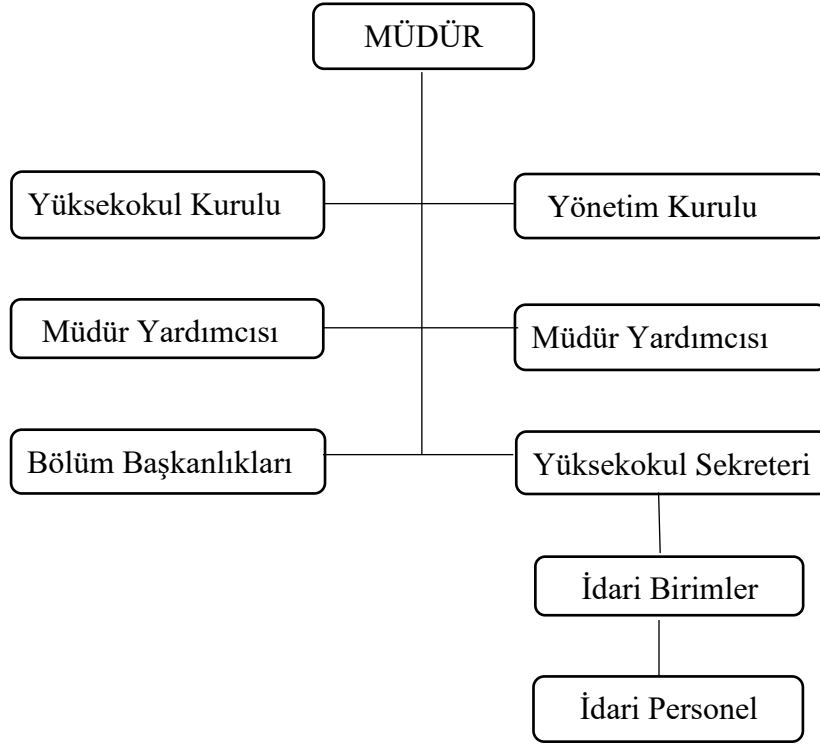 MÜDÜR
Yüksekokul Kurulu
Yönetim Kurulu
Müdür Yardımcısı
Müdür Yardımcısı
Bölüm Başkanlıkları
Yüksekokul Sekreteri
İdari Birimler
İdari Personel